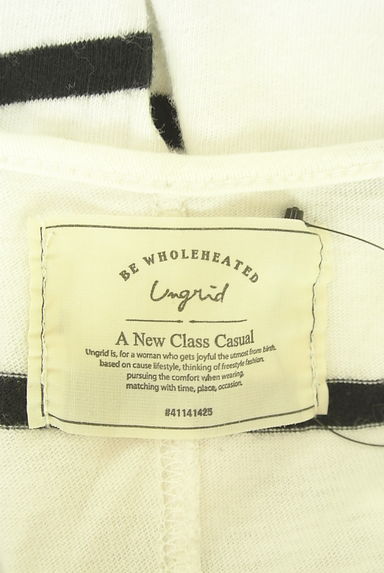 BE WHOLEHEATED
Ungrid
A New Class Casual
Ungrid is, for a woman who gets joyful the utmost from birth.
based on cause lifestyle, thinking of freestyle fashion.
pursuing the comfort when wearing.
matching with time, place, occasion.
#41141425